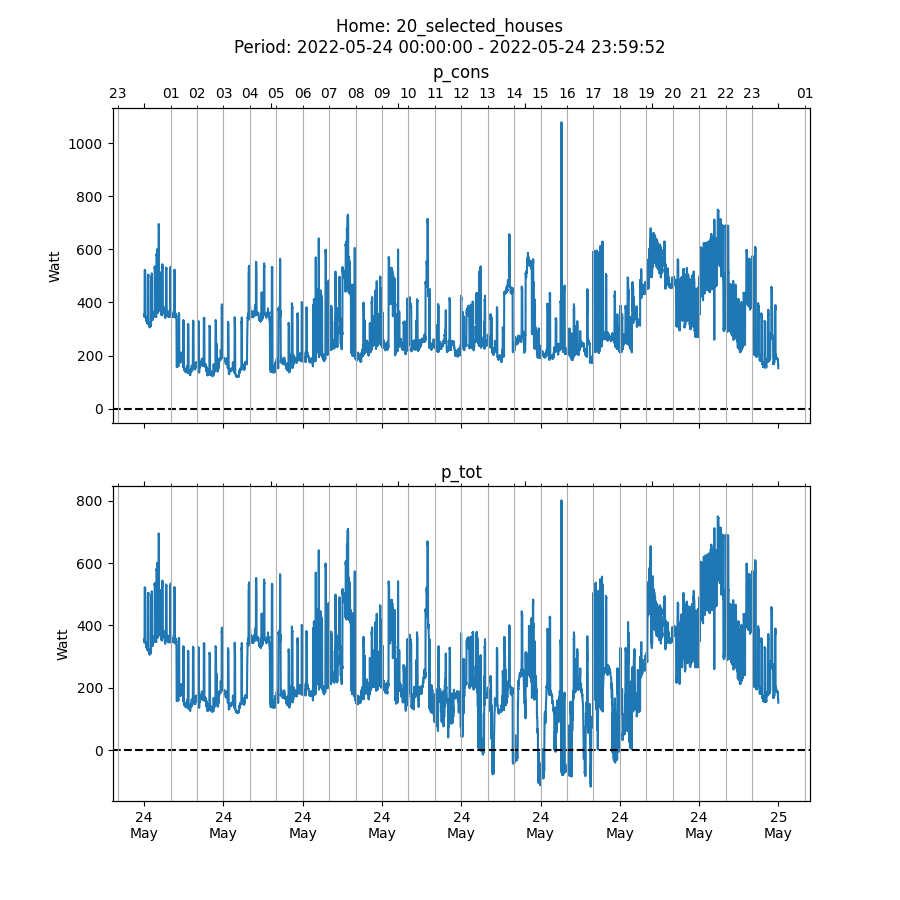 Home: 20_selected_houses
Period: 2022-05-24 00:00:00 - 2022-05-24 23:59:52
p_cons
23 01 02 03 04 05 06 07 08 09 10 11 12 13 14 15 16 17 18 19 20 21 22 23 01
1000
800
600
400
200
0
Watt
p_tot
800
600
400
200
0
Watt
24 24 24 24 24 24 24 24 25
May May May May May May May May May